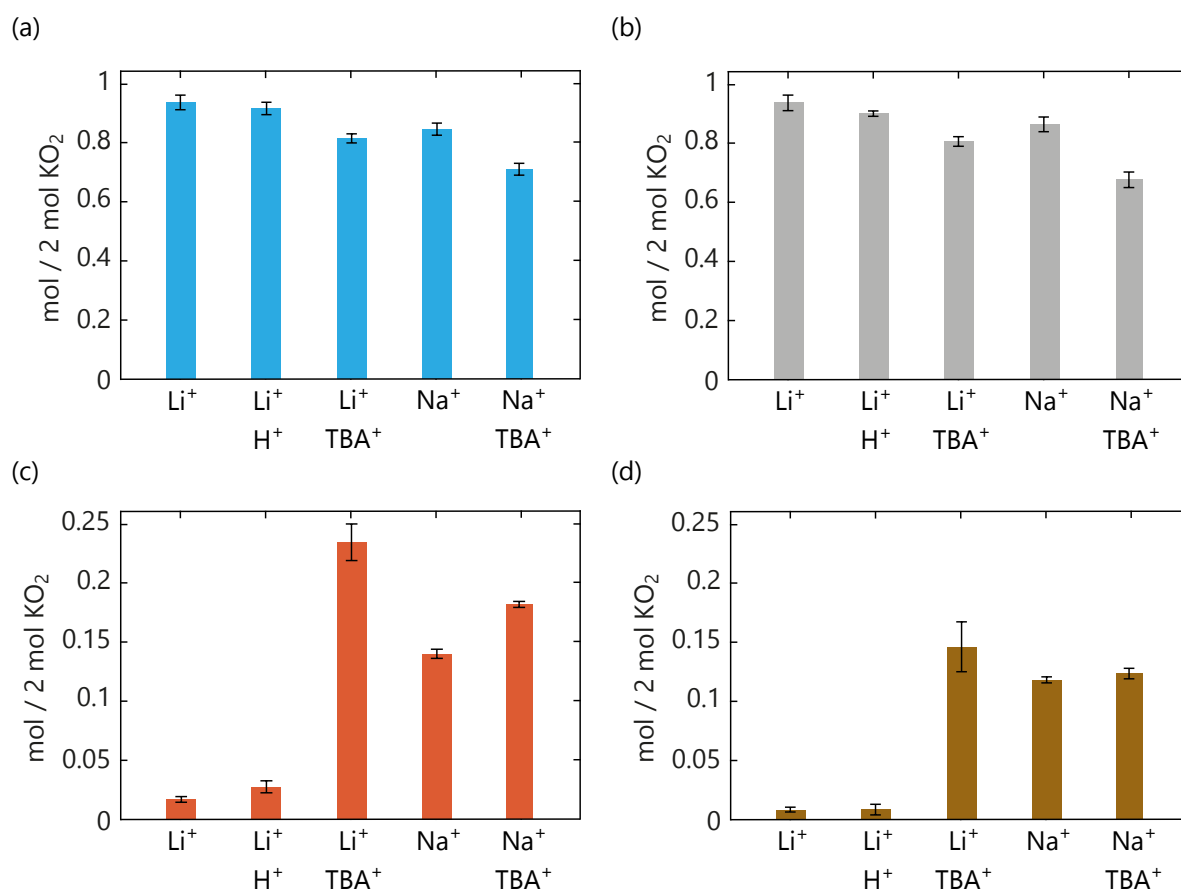 (a)
mol / 2 mol KO₂
1
0.8
0.6
0.4
0.2
0
Li⁺ Li⁺ Li⁺ Na⁺ Na⁺
H⁺ TBA⁺ TBA⁺
(b)
mol / 2 mol KO₂
1
0.8
0.6
0.4
0.2
0
Li⁺ Li⁺ Li⁺ Na⁺ Na⁺
H⁺ TBA⁺ TBA⁺
(c)
mol / 2 mol KO₂
0.25
0.2
0.15
0.1
0.05
0
Li⁺ Li⁺ Li⁺ Na⁺ Na⁺
H⁺ TBA⁺ TBA⁺
(d)
mol / 2 mol KO₂
0.25
0.2
0.15
0.1
0.05
0
Li⁺ Li⁺ Li⁺ Na⁺ Na⁺
H⁺ TBA⁺ TBA⁺